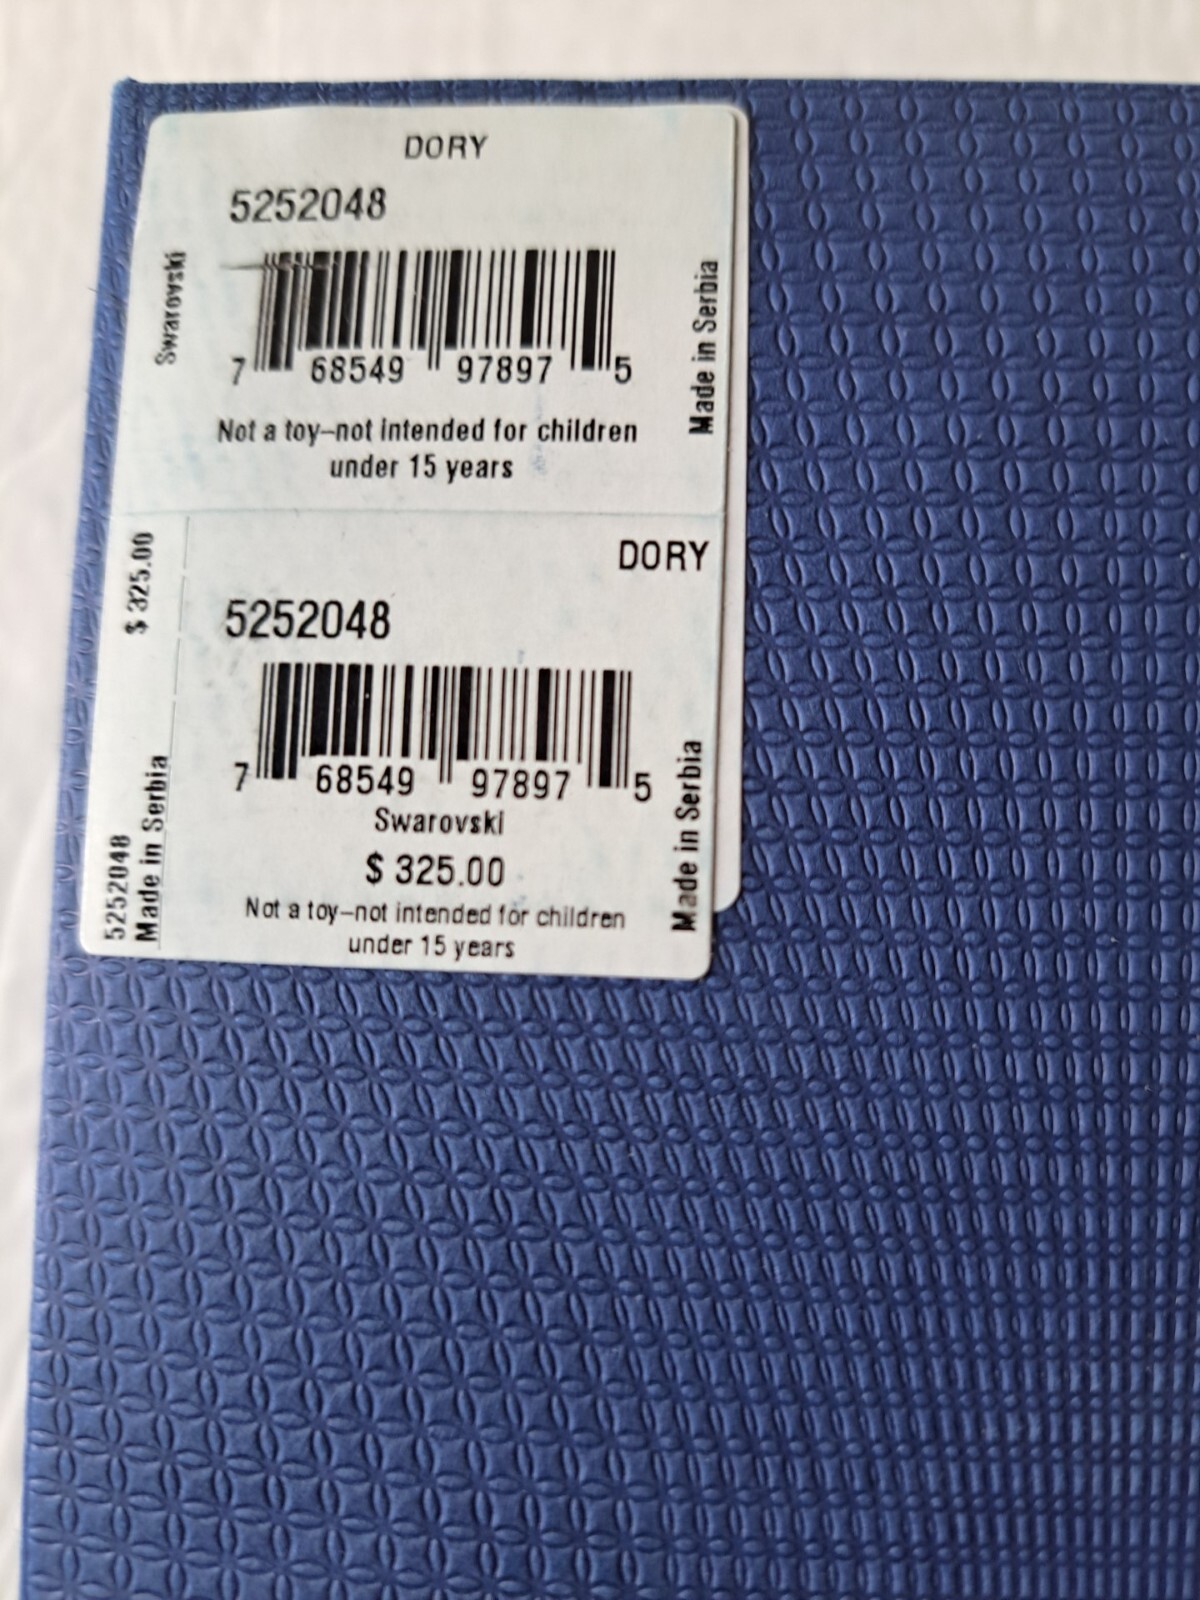 DORY
5252048
Swarovski
7 68549 97897 5
Made in Serbia
Not a toy–not intended for children
under 15 years
$ 325.00
DORY
5252048
7 68549 97897 5
Swarovski
$ 325.00
Not a toy–not intended for children
under 15 years
Made in Serbia
5252048
Made in Serbia